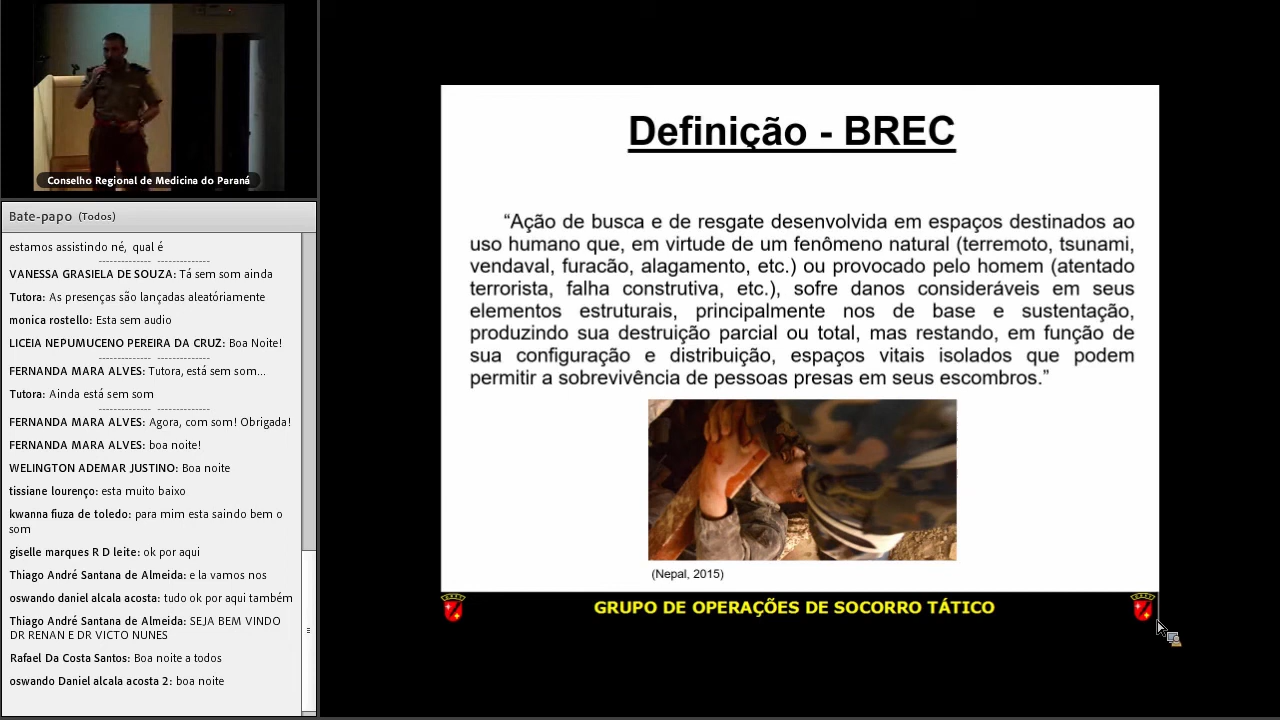 Conselho Regional de Medicina do Paraná
Bate-papo (Todos)
estamos assistindo né, qual é
VANESSA GRASIELA DE SOUZA: Tá sem som ainda
Tutora: As presenças são lançadas aleatóriamente
monica rostello: Esta sem audio
LICEIA NEPUMUCENO PEREIRA DA CRUZ: Boa Noite!
FERNANDA MARA ALVES: Tutora, está sem som...
Tutora: Ainda está sem som
FERNANDA MARA ALVES: Agora, com som! Obrigada!
FERNANDA MARA ALVES: boa noite!
WELINGTON ADEMAR JUSTINO: Boa noite
tissiane lourenço: esta muito baixo
kwanna fiuza de toledo: para mim esta saindo bem o
som
giselle marques R D leite: ok por aqui
Thiago André Santana de Almeida: e la vamos nos
oswando daniel alcala acosta: tudo ok por aqui também
Thiago André Santana de Almeida: SEJA BEM VINDO
DR RENAN E DR VICTO NUNES
Rafael Da Costa Santos: Boa noite a todos
oswando Daniel alcala acosta 2: boa noite
Definição - BREC
“Ação de busca e de resgate desenvolvida em espaços destinados ao
uso humano que, em virtude de um fenômeno natural (terremoto, tsunami,
vendaval, furacão, alagamento, etc.) ou provocado pelo homem (atentado
terrorista, falha construtiva, etc.), sofre danos consideráveis em seus
elementos estruturais, principalmente nos de base e sustentação,
produzindo sua destruição parcial ou total, mas restando, em função de
sua configuração e distribuição, espaços vitais isolados que podem
permitir a sobrevivência de pessoas presas em seus escombros.”
(Nepal, 2015)
GRUPO DE OPERAÇÕES DE SOCORRO TÁTICO